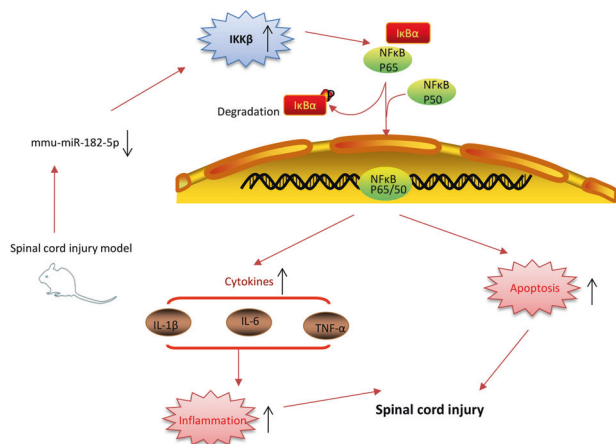 IKKβ
IκBα
NFκB
P65
NFκB
P50
Degradation
IκBα
P
mmu-miR-182-5p
NFκB
P65/50
Spinal cord injury model
Cytokines
Apoptosis
IL-1β
IL-6
TNF-α
Inflammation
Spinal cord injury